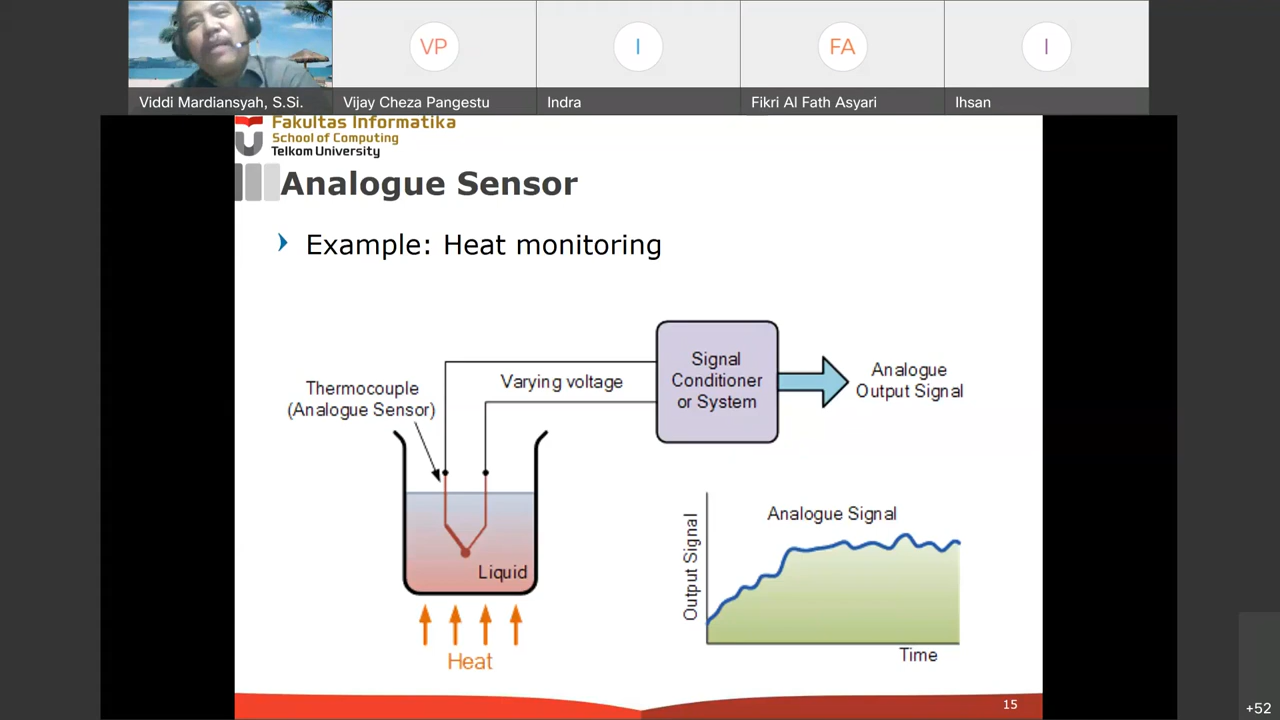 VP
I
FA
I
Viddi Mardiansyah, S.Si.
Vijay Cheza Pangestu
Indra
Fikri Al Fath Asyari
Ihsan
Fakultas Informatika
School of Computing
Telkom University
Analogue Sensor
Example: Heat monitoring
Thermocouple
(Analogue Sensor)
Varying voltage
Signal
Conditioner
or System
Analogue
Output Signal
Liquid
Heat
Analogue Signal
Output Signal
Time
15
+52